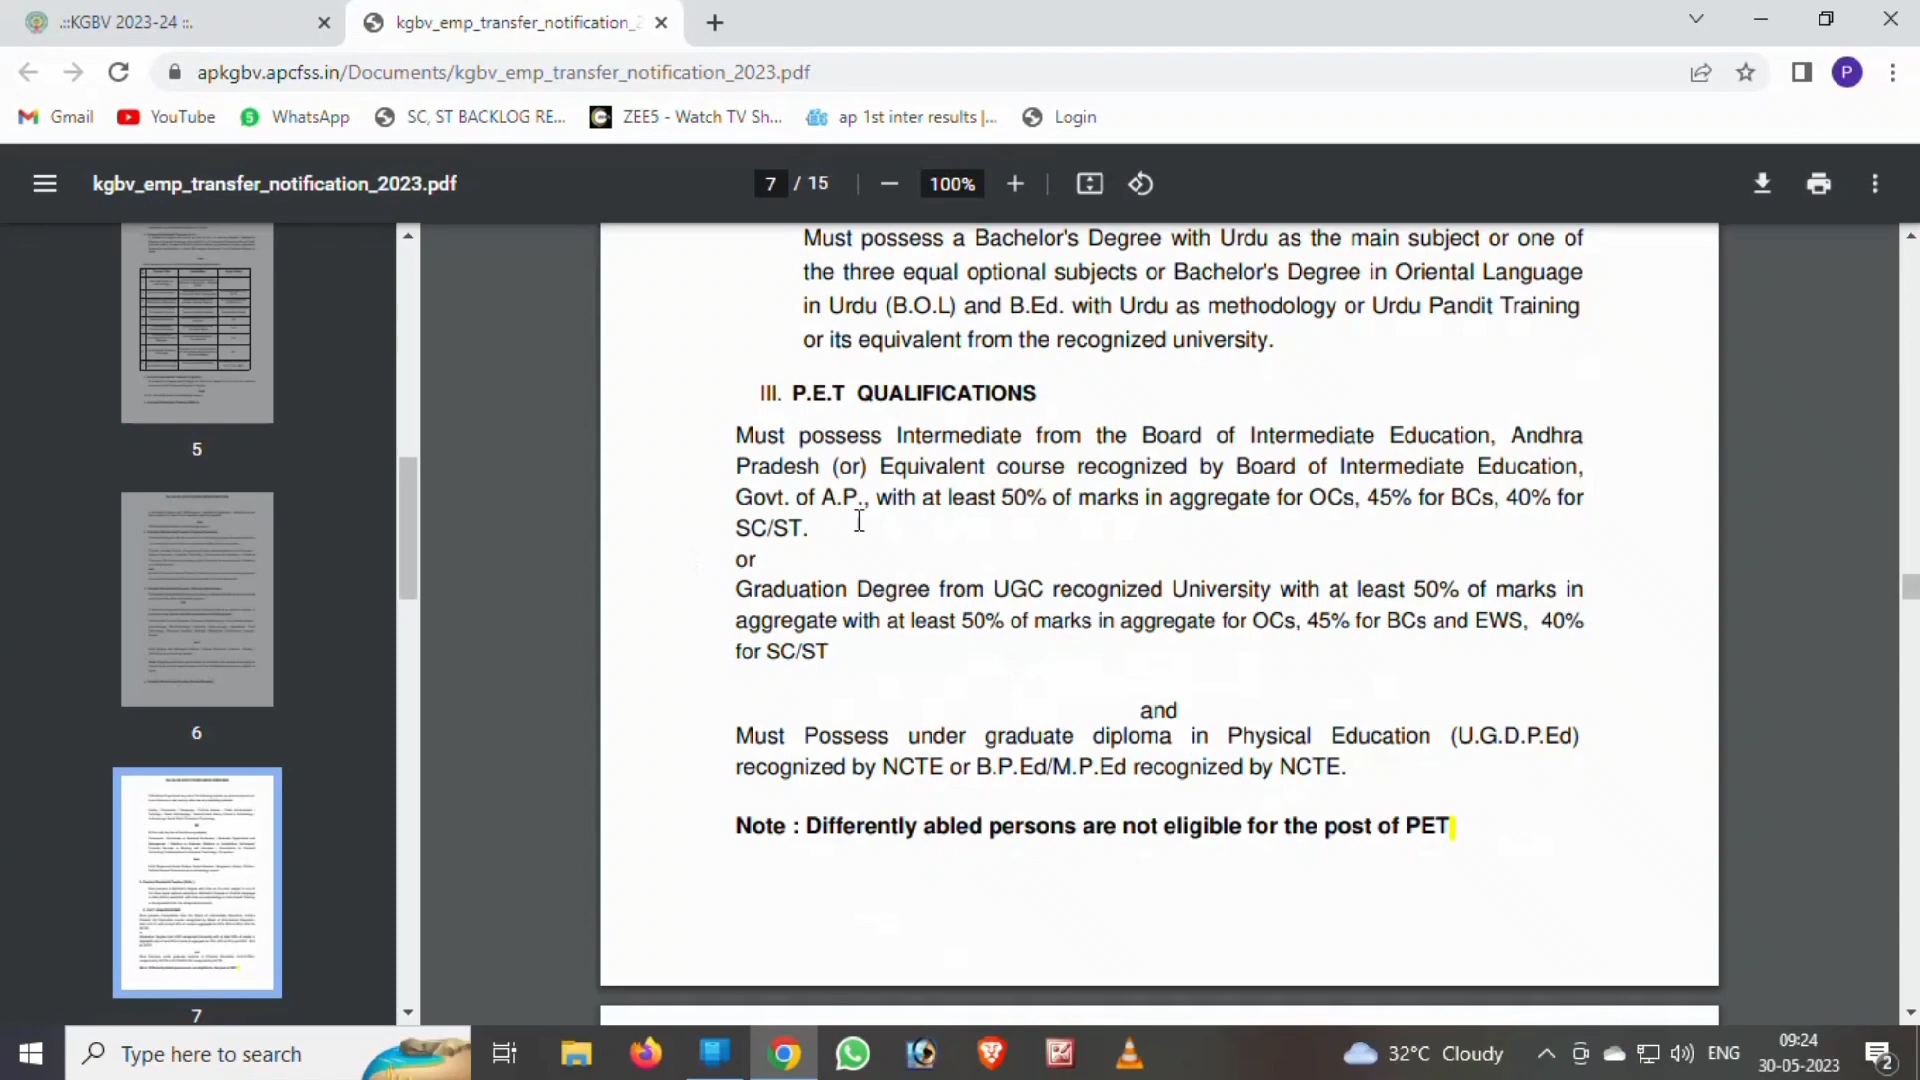 .::KGBV 2023-24 ::.
kgbv_emp_transfer_notification_2
apkgbv.apcfss.in/Documents/kgbv_emp_transfer_notification_2023.pdf
P
Gmail
YouTube
WhatsApp
SC, ST BACKLOG RE...
ZEE5 - Watch TV Sh...
ap 1st inter results |...
Login
kgbv_emp_transfer_notification_2023.pdf
7 / 15
100%
5
6
7
Must possess a Bachelor's Degree with Urdu as the main subject or one of
the three equal optional subjects or Bachelor's Degree in Oriental Language
in Urdu (B.O.L) and B.Ed. with Urdu as methodology or Urdu Pandit Training
or its equivalent from the recognized university.
III. P.E.T QUALIFICATIONS
Must possess Intermediate from the Board of Intermediate Education, Andhra
Pradesh (or) Equivalent course recognized by Board of Intermediate Education,
Govt. of A.P., with at least 50% of marks in aggregate for OCs, 45% for BCs, 40% for
SC/ST.
or
Graduation Degree from UGC recognized University with at least 50% of marks in
aggregate with at least 50% of marks in aggregate for OCs, 45% for BCs and EWS, 40%
for SC/ST
and
Must Possess under graduate diploma in Physical Education (U.G.D.P.Ed)
recognized by NCTE or B.P.Ed/M.P.Ed recognized by NCTE.
Note : Differently abled persons are not eligible for the post of PET
Type here to search
32°C Cloudy
ENG
09:24
30-05-2023
2